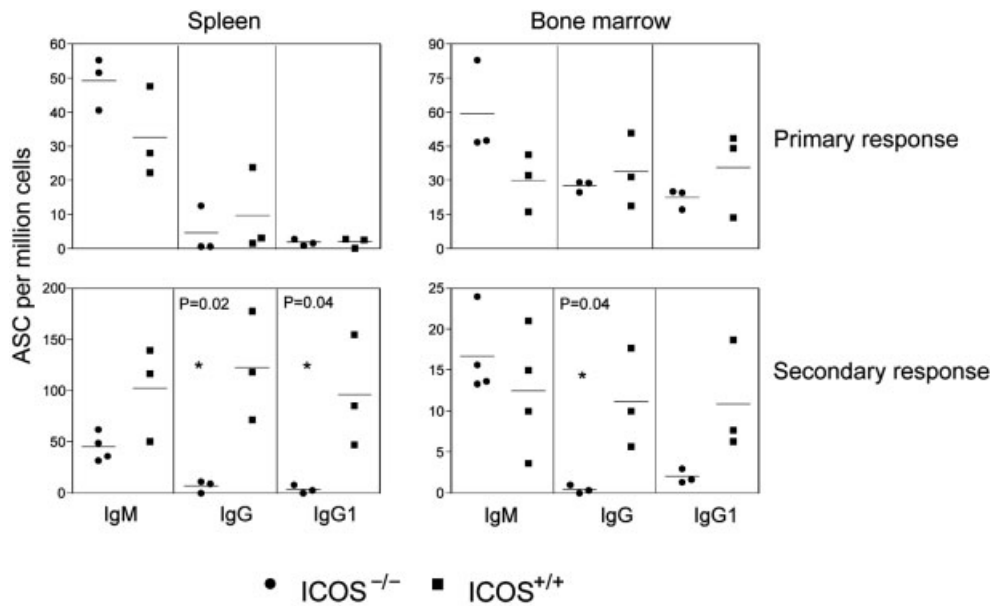 Spleen
Bone marrow
ASC per million cells
60
50
40
30
20
10
0
90
75
60
45
30
15
0
Primary response
200
150
100
50
0
P=0.02
*
P=0.04
*
25
20
15
10
5
0
P=0.04
*
Secondary response
IgM IgG IgG1
IgM IgG IgG1
● ICOS⁻/⁻ ■ ICOS⁺/⁺